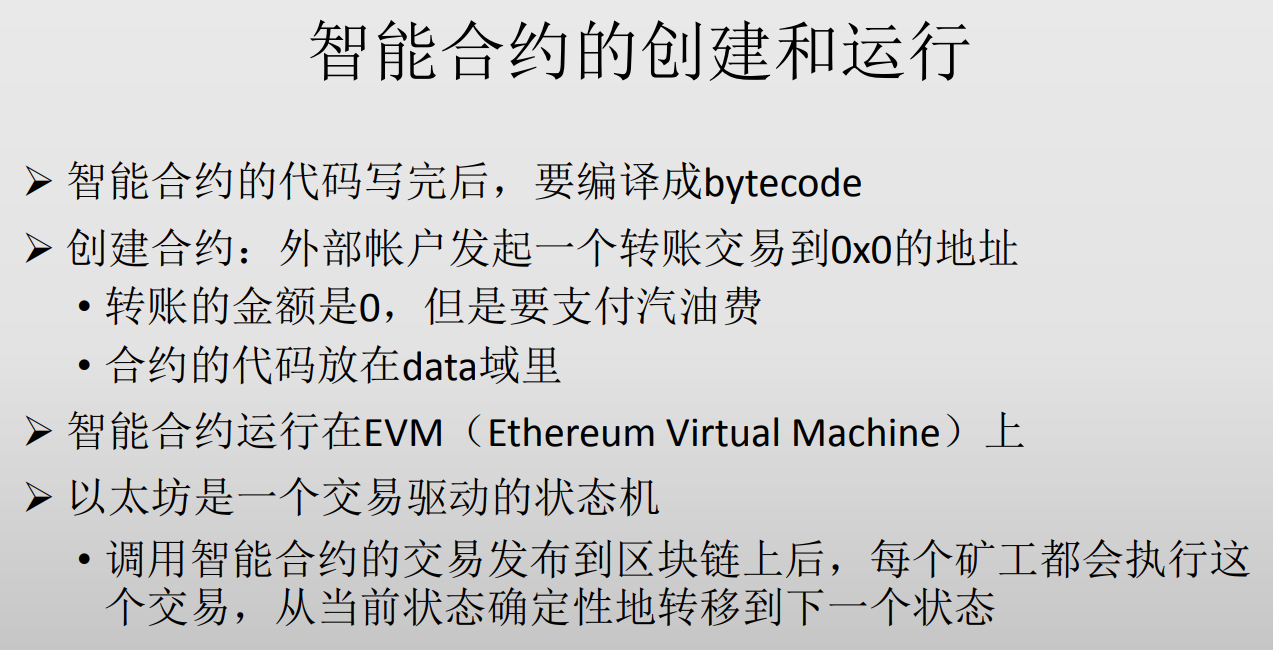 智能合约的创建和运行
➢ 智能合约的代码写完后，要编译成bytecode
➢ 创建合约：外部帐户发起一个转账交易到0x0的地址
• 转账的金额是0，但是要支付汽油费
• 合约的代码放在data域里
➢ 智能合约运行在EVM（Ethereum Virtual Machine）上
➢ 以太坊是一个交易驱动的状态机
• 调用智能合约的交易发布到区块链上后，每个矿工都会执行这
个交易，从当前状态确定性地转移到下一个状态